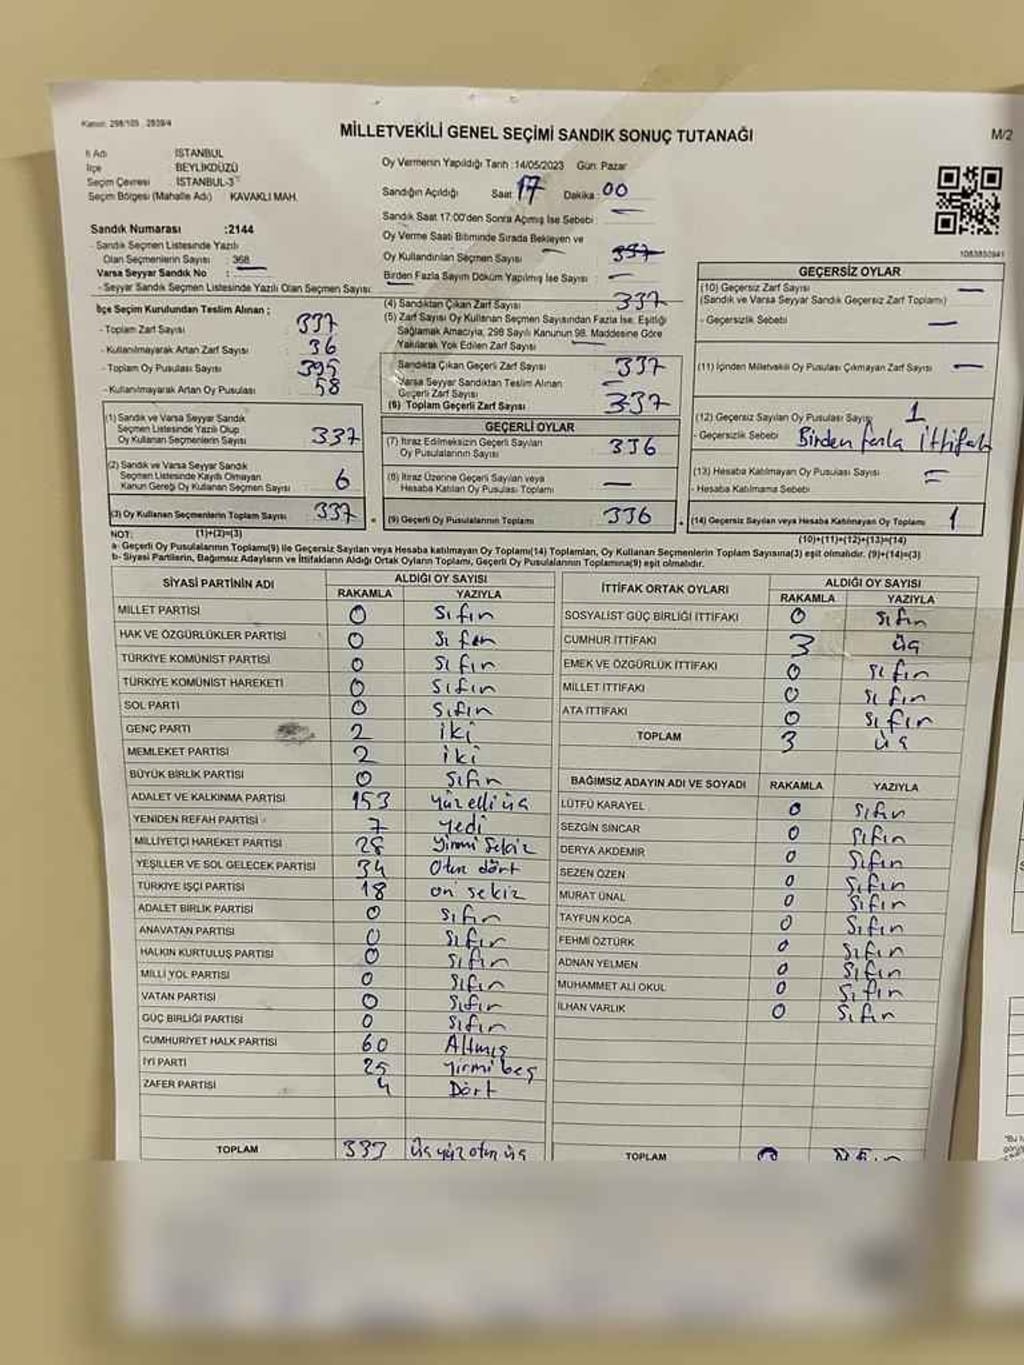 Kanun: 298/105 2839/4
MİLLETVEKİLİ GENEL SEÇİMİ SANDIK SONUÇ TUTANAĞI
M/2
İl Adı İSTANBUL
İlçe BEYLİKDÜZÜ
Seçim Çevresi İSTANBUL-3
Seçim Bölgesi (Mahalle Adı) KAVAKLI MAH.
Sandık Numarası :2144
- Sandık Seçmen Listesinde Yazılı
Olan Seçmenlerin Sayısı : 368
Varsa Seyyar Sandık No :
- Seyyar Sandık Seçmen Listesinde Yazılı Olan Seçmen Sayısı:
Oy Vermenin Yapıldığı Tarih :14/05/2023 Gün: Pazar
Sandığın Açıldığı Saat : 17 Dakika : 00
Sandık Saat 17:00'den Sonra Açılmış İse Sebebi : —
Oy Verme Saati Bitiminde Sırada Bekleyen ve
Oy Kullandırılan Seçmen Sayısı 337
Birden Fazla Sayım Döküm Yapılmış İse Sayısı : —
1083850941
İlçe Seçim Kurulundan Teslim Alınan ;
- Toplam Zarf Sayısı 337
- Kullanılmayarak Artan Zarf Sayısı 36
- Toplam Oy Pusulası Sayısı 395
- Kullanılmayarak Artan Oy Pusulası 58
(1) Sandık ve Varsa Seyyar Sandık
Seçmen Listesinde Yazılı Olup
Oy Kullanan Seçmenlerin Sayısı 337
(2) Sandık ve Varsa Seyyar Sandık
Seçmen Listesinde Kayıtlı Olmayan
Kanun Gereği Oy Kullanan Seçmen Sayısı 6
(3) Oy Kullanan Seçmenlerin Toplam Sayısı 337
(4) Sandıktan Çıkan Zarf Sayısı 337
(5) Zarf Sayısı Oy Kullanan Seçmen Sayısından Fazla İse, Eşitliği
Sağlamak Amacıyla, 298 Sayılı Kanunun 98. Maddesine Göre
Yakılarak Yok Edilen Zarf Sayısı —
Sandıkta Çıkan Geçerli Zarf Sayısı 337
Varsa Seyyar Sandıktan Teslim Alınan
Geçerli Zarf Sayısı —
(6) Toplam Geçerli Zarf Sayısı 337
GEÇERLİ OYLAR
(7) İtiraz Edilmeksizin Geçerli Sayılan
Oy Pusulalarının Sayısı 336
(8) İtiraz Üzerine Geçerli Sayılan veya
Hesaba Katılan Oy Pusulası Toplamı —
(9) Geçerli Oy Pusulalarının Toplamı 336
GEÇERSİZ OYLAR
(10) Geçersiz Zarf Sayısı —
(Sandık ve Varsa Seyyar Sandık Geçersiz Zarf Toplamı)
- Geçersizlik Sebebi —
(11) İçinden Milletvekili Oy Pusulası Çıkmayan Zarf Sayısı —
(12) Geçersiz Sayılan Oy Pusulası Sayısı 1
- Geçersizlik Sebebi Birden fazla ittifak
(13) Hesaba Katılmayan Oy Pusulası Sayısı =
- Hesaba Katılmama Sebebi
(14) Geçersiz Sayılan veya Hesaba Katılmayan Oy Toplamı 1
NOT: (1)+(2)=(3) (10)+(11)+(12)+(13)=(14)
a- Geçerli Oy Pusulalarının Toplamı(9) ile Geçersiz Sayılan veya Hesaba katılmayan Oy Toplamı(14) Toplamları, Oy Kullanan Seçmenlerin Toplam Sayısına(3) eşit olmalıdır. (9)+(14)=(3)
b- Siyasi Partilerin, Bağımsız Adayların ve İttifakların Aldığı Oyların Toplamı, Geçerli Oy Pusulalarının Toplamına(9) eşit olmalıdır.
SİYASİ PARTİNİN ADI ALDIĞI OY SAYISI
RAKAMLA YAZIYLA
MİLLET PARTİSİ 0 Sıfır
HAK VE ÖZGÜRLÜKLER PARTİSİ 0 Sıfır
TÜRKİYE KOMÜNİST PARTİSİ 0 Sıfır
TÜRKİYE KOMÜNİST HAREKETİ 0 Sıfır
SOL PARTİ 0 Sıfır
GENÇ PARTİ 2 iki
MEMLEKET PARTİSİ 2 iki
BÜYÜK BİRLİK PARTİSİ 0 Sıfır
ADALET VE KALKINMA PARTİSİ 153 yüzelliüç
YENİDEN REFAH PARTİSİ 7 yedi
MİLLİYETÇİ HAREKET PARTİSİ 28 yirmi sekiz
YEŞİLLER VE SOL GELECEK PARTİSİ 34 Otuz dört
TÜRKİYE İŞÇİ PARTİSİ 18 on sekiz
ADALET BİRLİK PARTİSİ 0 Sıfır
ANAVATAN PARTİSİ 0 Sıfır
HALKIN KURTULUŞ PARTİSİ 0 Sıfır
MİLLİ YOL PARTİSİ 0 Sıfır
VATAN PARTİSİ 0 Sıfır
GÜÇ BİRLİĞİ PARTİSİ 0 Sıfır
CUMHURİYET HALK PARTİSİ 60 Altmış
İYİ PARTİ 25 yirmi beş
ZAFER PARTİSİ 4 Dört
TOPLAM 333 üç yüz otuz üç
İTTİFAK ORTAK OYLARI ALDIĞI OY SAYISI
RAKAMLA YAZIYLA
SOSYALİST GÜÇ BİRLİĞİ İTTİFAKI 0 Sıfır
CUMHUR İTTİFAKI 3 üç
EMEK VE ÖZGÜRLÜK İTTİFAKI 0 Sıfır
MİLLET İTTİFAKI 0 Sıfır
ATA İTTİFAKI 0 Sıfır
TOPLAM 3 üç
BAĞIMSIZ ADAYIN ADI VE SOYADI RAKAMLA YAZIYLA
LÜTFÜ KARAYEL 0 Sıfır
SEZGİN SİNCAR 0 Sıfır
DERYA AKDEMİR 0 Sıfır
SEZEN ÖZEN 0 Sıfır
MURAT ÜNAL 0 Sıfır
TAYFUN KOCA 0 Sıfır
FEHMİ ÖZTÜRK 0 Sıfır
ADNAN YELMEN 0 Sıfır
MUHAMMET ALİ OKUL 0 Sıfır
İLHAN VARLIK 0 Sıfır
TOPLAM 0